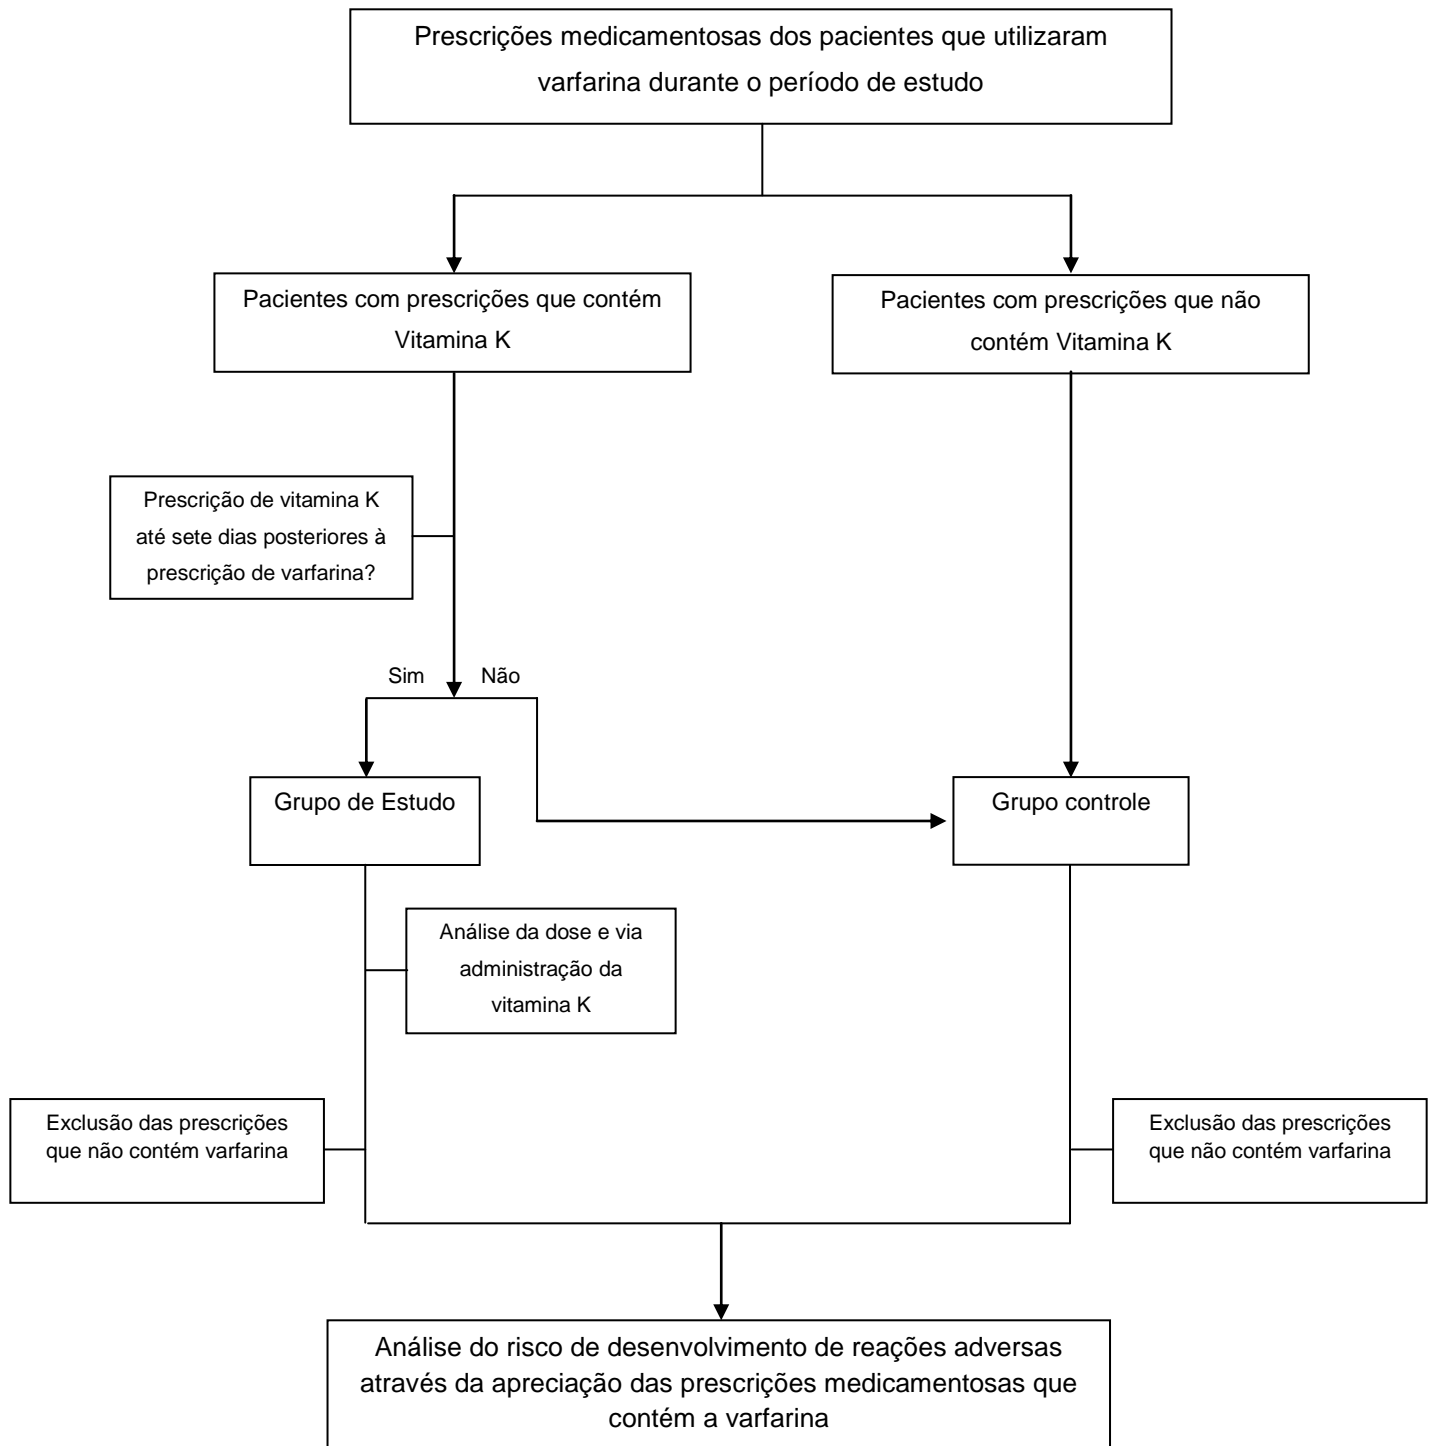 Prescrições medicamentosas dos pacientes que utilizaram
varfarina durante o período de estudo
Pacientes com prescrições que contém
Vitamina K
Pacientes com prescrições que não
contém Vitamina K
Prescrição de vitamina K
até sete dias posteriores à
prescrição de varfarina?
Sim Não
Grupo de Estudo
Grupo controle
Análise da dose e via
administração da
vitamina K
Exclusão das prescrições
que não contém varfarina
Exclusão das prescrições
que não contém varfarina
Análise do risco de desenvolvimento de reações adversas
através da apreciação das prescrições medicamentosas que
contém a varfarina